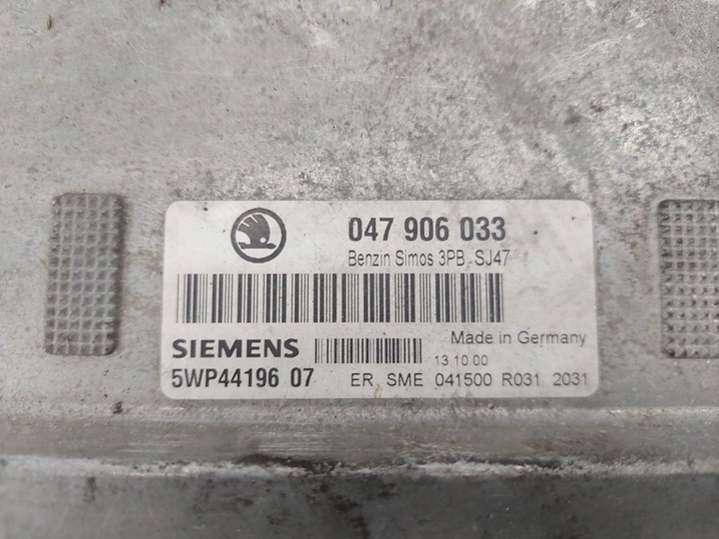 047 906 033
Benzin Simos 3PB SJ47
SIEMENS
Made in Germany
13 10 00
5WP44196 07 ER SME 041500 R031 2031